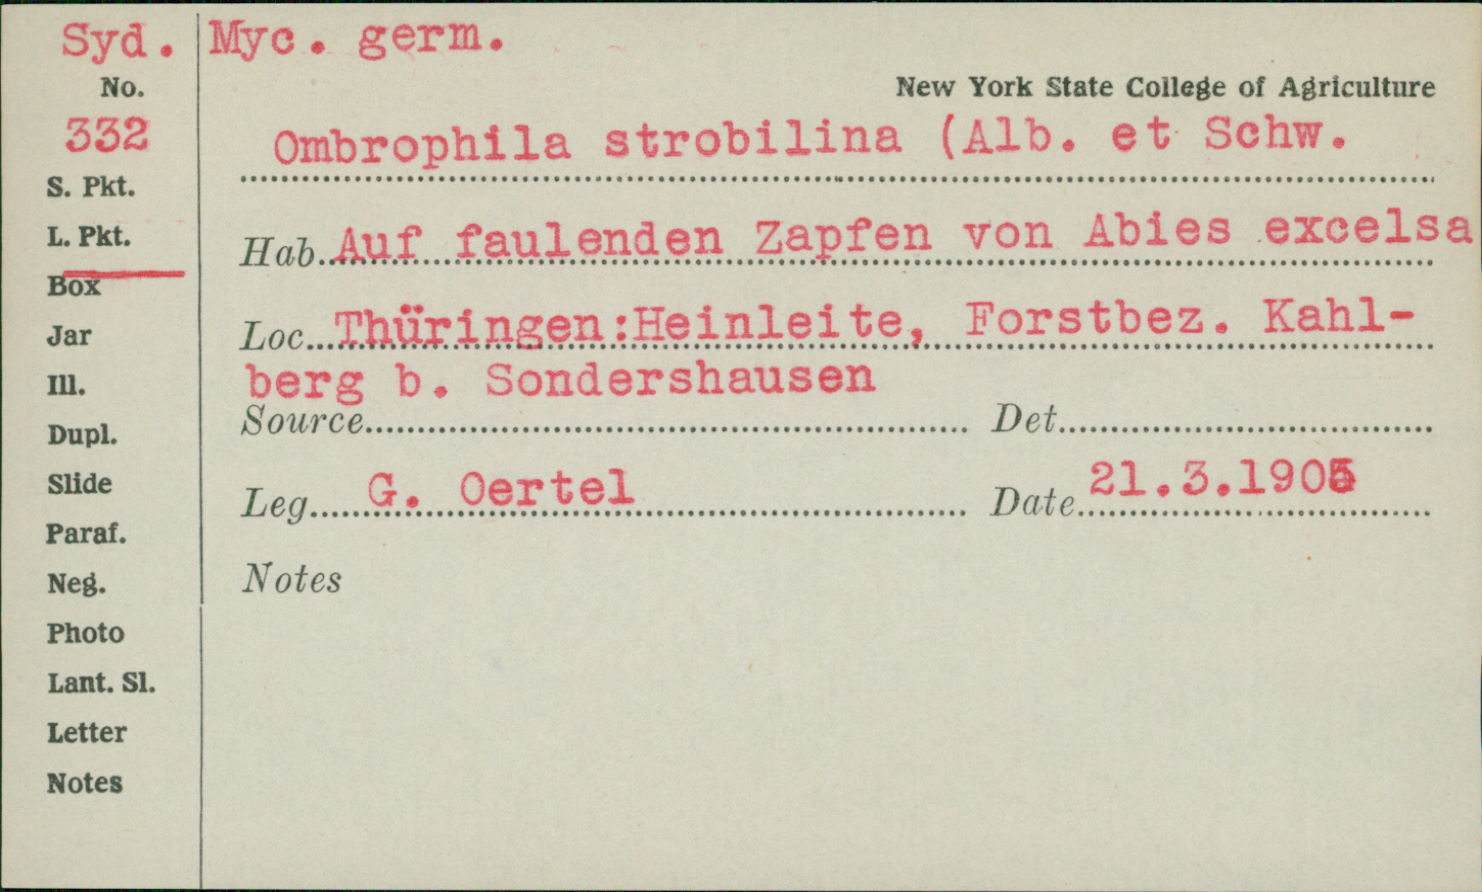 Syd. Myc. germ.
No.
New York State College of Agriculture
332
Ombrophila strobilina (Alb. et Schw.
S. Pkt.
L. Pkt.
Hab. Auf faulenden Zapfen von Abies excelsa
Box
Jar
Loc. Thüringen:Heinleite, Forstbez. Kahl-
berg b. Sondershausen
Ill.
Source
Det.
Dupl.
Slide
Leg. G. Oertel
Date 21.3.1905
Paraf.
Neg.
Notes
Photo
Lant. Sl.
Letter
Notes